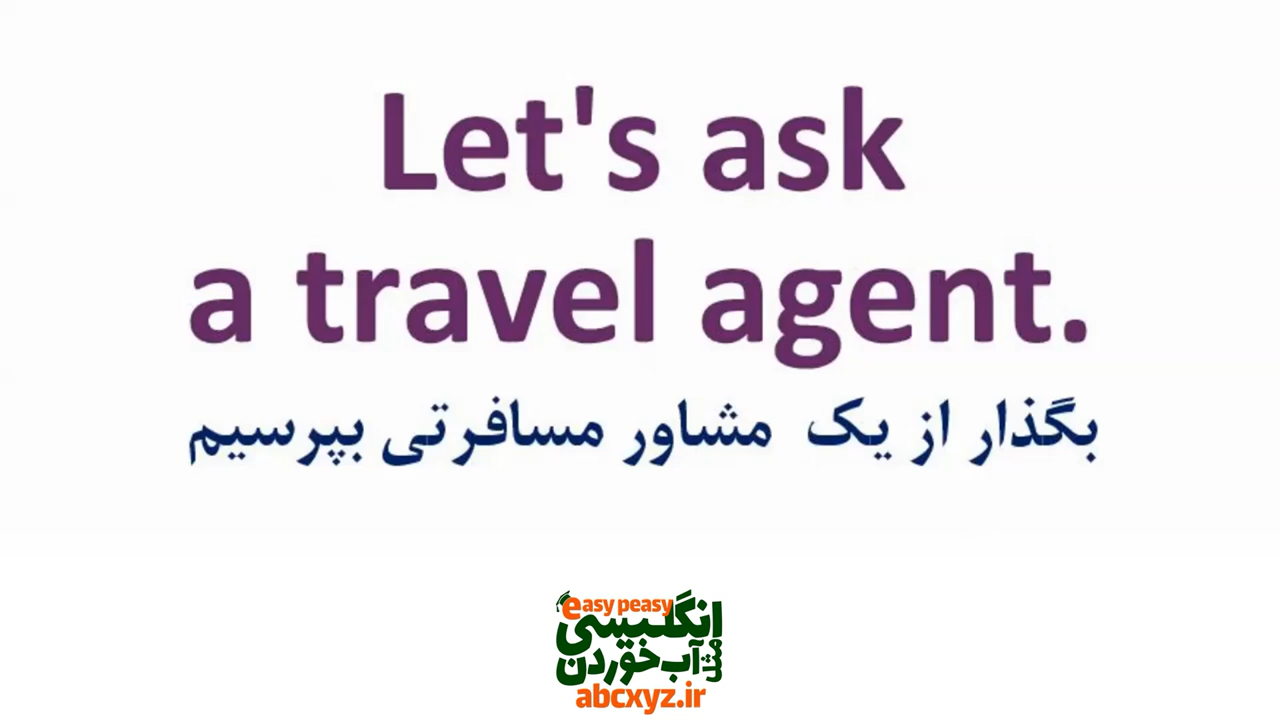 Let's ask
a travel agent.
بگذار از یک مشاور مسافرتی بپرسیم
easy peasy
انگلیسی
مثل آب خوردن
abcxyz.ir